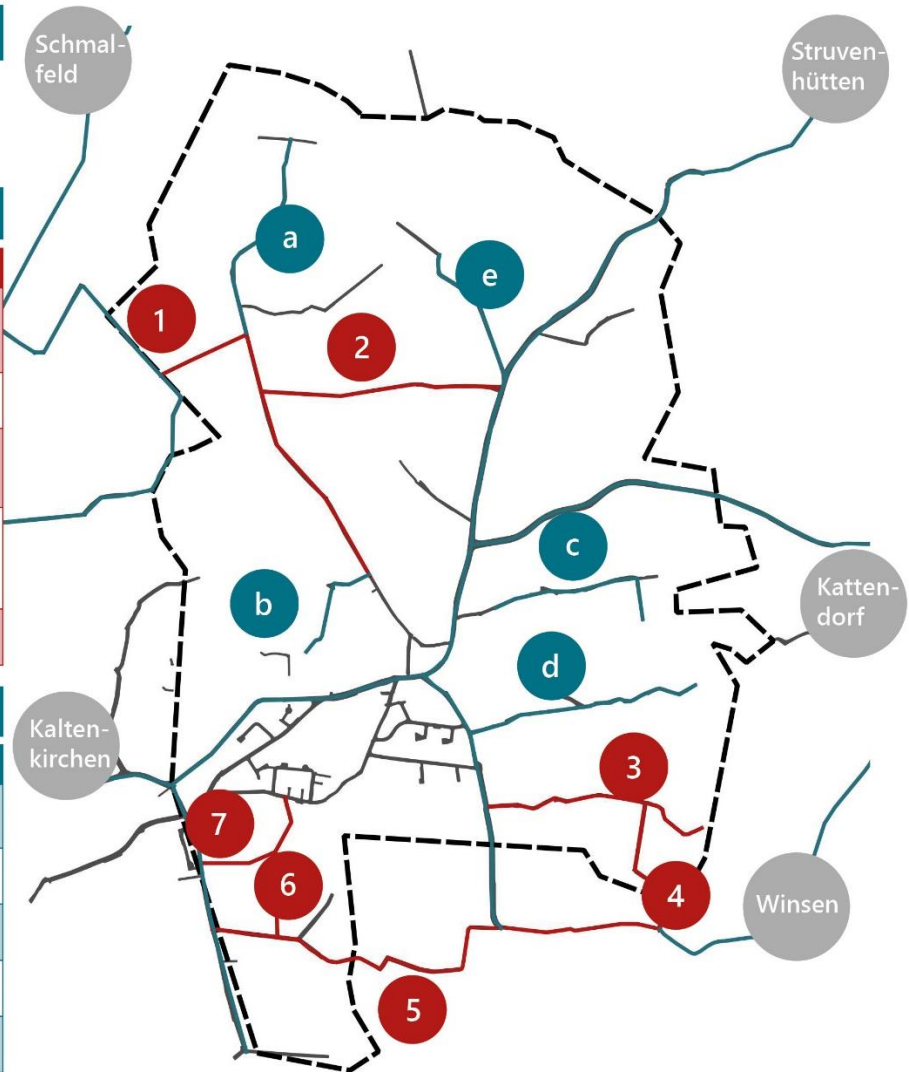 Schmal-
feld
Struven-
hütten
a
e
1
2
c
b
Katten-
dorf
d
Kalten-
kirchen
3
7
6
4
Winsen
5